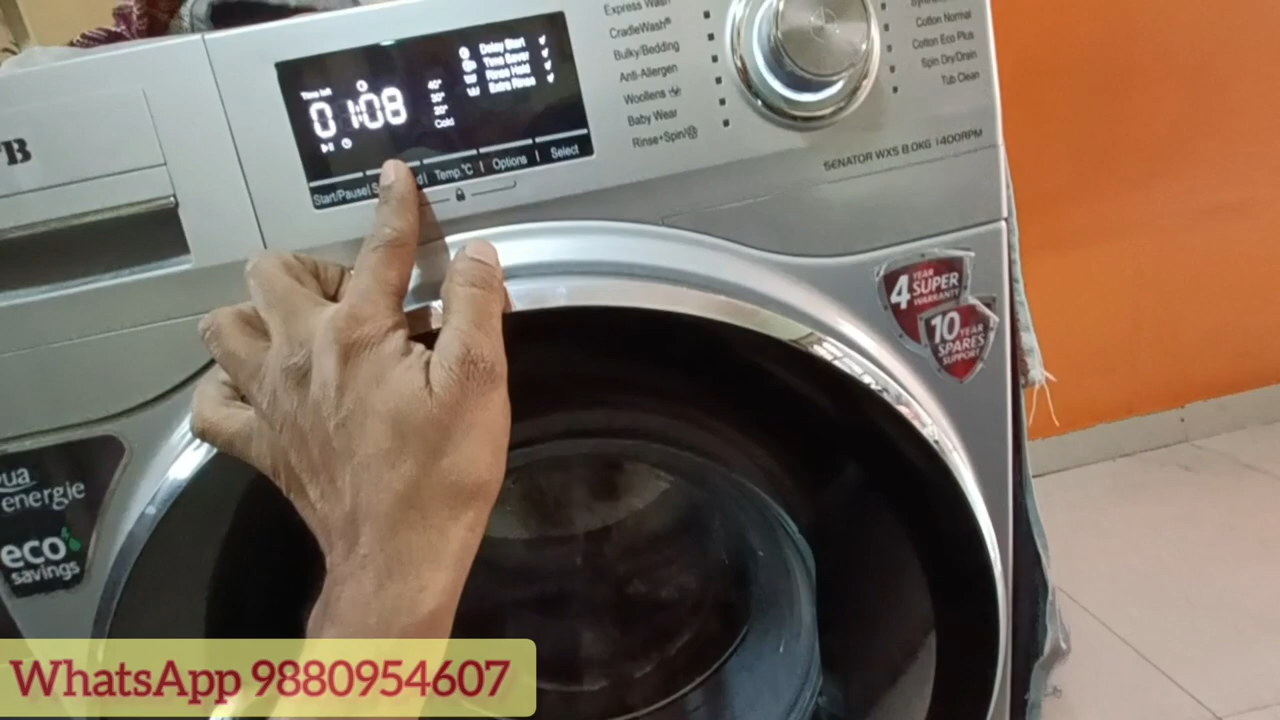 Express Wash
CradleWash®
Bulky/Bedding
Anti-Allergen
Woollens
Baby Wear
Rinse+Spin/
Cotton Normal
Cotton Eco Plus
Spin Dry/Drain
Tub Clean
Time left
01:08
40°
30°
20°
Cold
Delay Start
Time Saver
Rinse Hold
Extra Rinse
Start/Pause
Temp.°C
Options
Select
SENATOR WXS 8.0KG 1400RPM
4 YEAR
SUPER
WARRANTY
10 YEAR
SPARES
SUPPORT
energie
eco
savings
WhatsApp 9880954607